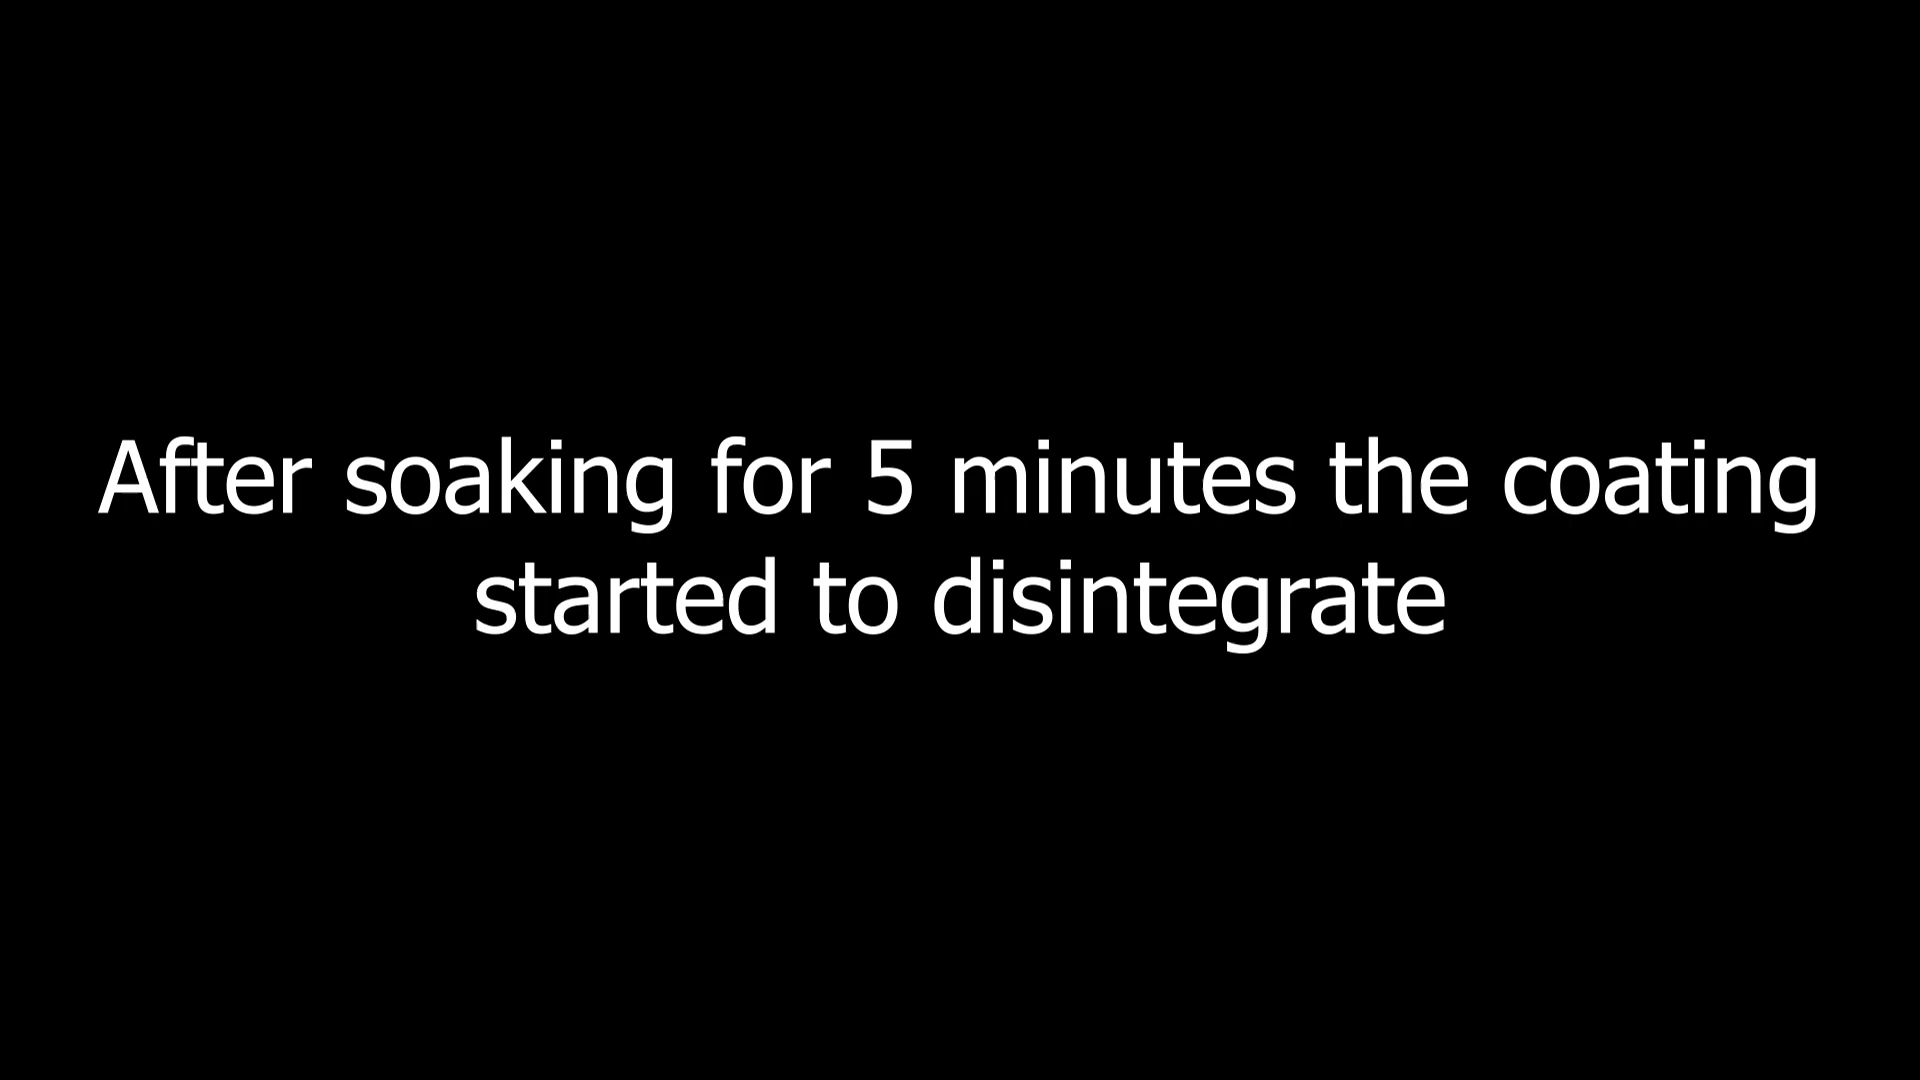 After soaking for 5 minutes the coating
started to disintegrate